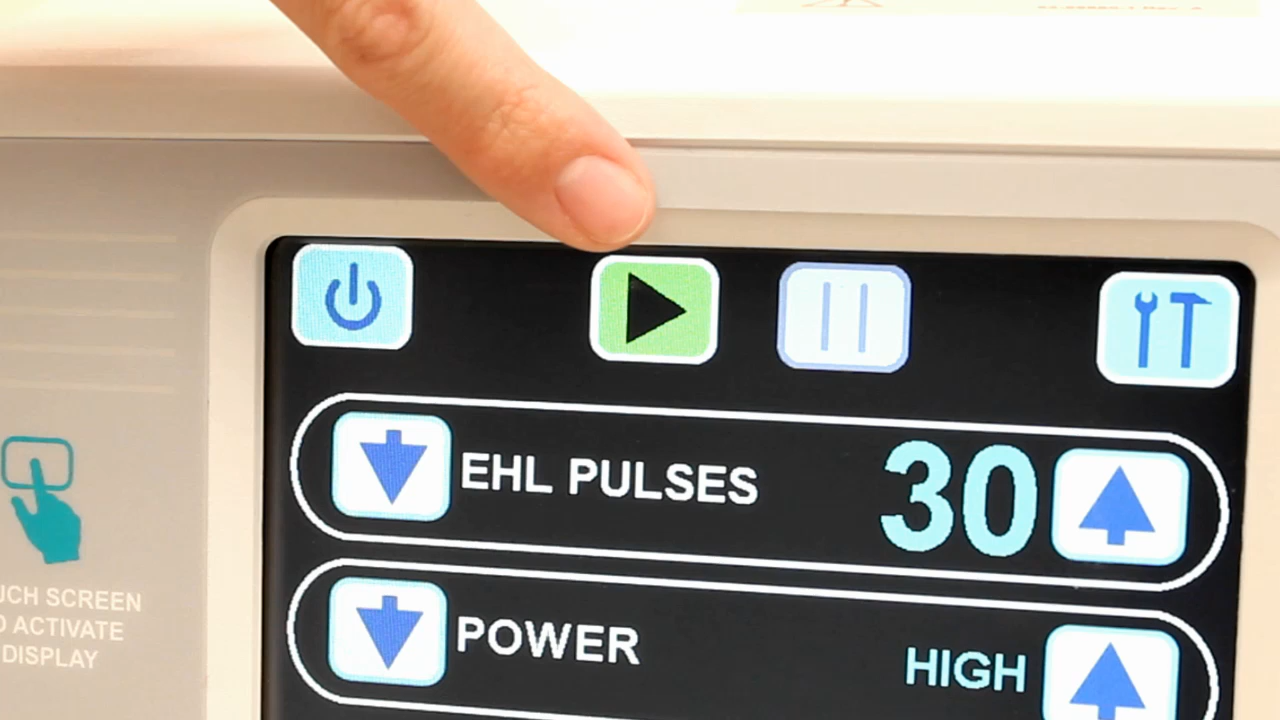 EHL PULSES 30
POWER HIGH
UCH SCREEN
O ACTIVATE
DISPLAY